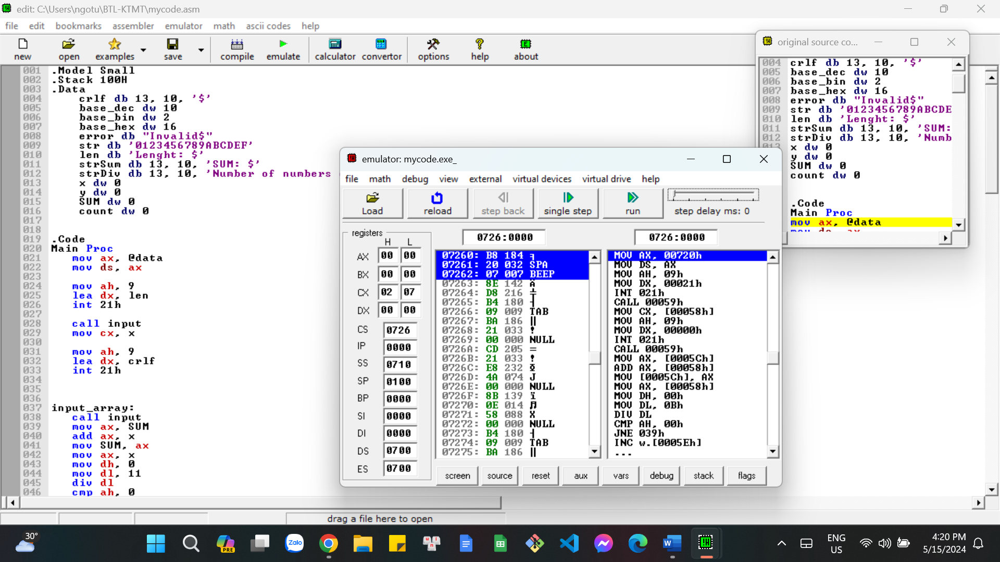 edit: C:\Users\ngotu\BTL-KTMT\mycode.asm
file edit bookmarks assembler emulator math ascii codes help
new open examples save compile emulate calculator convertor options help about
001 .Model Small
002 .Stack 100H
003 .Data
004 crlf db 13, 10, '$'
005 base_dec dw 10
006 base_bin dw 2
007 base_hex dw 16
008 error db "Invalid$"
009 str db '0123456789ABCDEF'
010 len db 'Lenght: $'
011 strSum db 13, 10, 'SUM: $'
012 strDiv db 13, 10, 'Number of numbers
013 x dw 0
014 y dw 0
015 SUM dw 0
016 count dw 0
017
018
019 .Code
020 Main Proc
021 mov ax, @data
022 mov ds, ax
023
024 mov ah, 9
025 lea dx, len
026 int 21h
027
028 call input
029 mov cx, x
030
031 mov ah, 9
032 lea dx, crlf
033 int 21h
034
035
036
037 input_array:
038 call input
039 mov ax, SUM
040 add ax, x
041 mov SUM, ax
042 mov ax, x
043 mov dh, 0
044 mov dl, 11
045 div dl
046 cmp ah, 0
drag a file here to open
original source co...
004 crlf db 13, 10, '$'
005 base_dec dw 10
006 base_bin dw 2
007 base_hex dw 16
008 error db "Invalid$"
009 str db '0123456789ABCDE
010 len db 'Lenght: $'
011 strSum db 13, 10, 'SUM:
012 strDiv db 13, 10, 'Numb
x dw 0
y dw 0
SUM dw 0
count dw 0
.Code
Main Proc
mov ax, @data
emulator: mycode.exe_
file math debug view external virtual devices virtual drive help
Load reload step back single step run step delay ms: 0
registers
H L
AX 00 00
BX 00 00
CX 02 07
DX 00 00
CS 0726
IP 0000
SS 0710
SP 0100
BP 0000
SI 0000
DI 0000
DS 0700
ES 0700
0726:0000
07260: B8 184 ╕
07261: 20 032 SPA
07262: 07 007 BEEP
07263: 8E 142 Ä
07264: D8 216 ╪
07265: B4 180 ┤
07266: 09 009 TAB
07267: BA 186 ║
07268: 21 033 !
07269: 00 000 NULL
0726A: CD 205 =
0726B: 21 033 !
0726C: E8 232 Φ
0726D: 4A 074 J
0726E: 00 000 NULL
0726F: 8B 139 ï
07270: 0E 014 ♫
07271: 58 088 X
07272: 00 000 NULL
07273: B4 180 ┤
07274: 09 009 TAB
07275: BA 186 ║
0726:0000
MOV AX, 00720h
MOV DS, AX
MOV AH, 09h
MOV DX, 00021h
INT 021h
CALL 00059h
MOV CX, [00058h]
MOV AH, 09h
MOV DX, 00000h
INT 021h
CALL 00059h
MOV AX, [0005Ch]
ADD AX, [00058h]
MOV [0005Ch], AX
MOV AX, [00058h]
MOV DH, 00h
MOV DL, 0Bh
DIV DL
CMP AH, 00h
JNE 039h
INC w.[0005Eh]
...
screen source reset aux vars debug stack flags
30°
PRE
Zalo
ENG
US
4:20 PM
5/15/2024